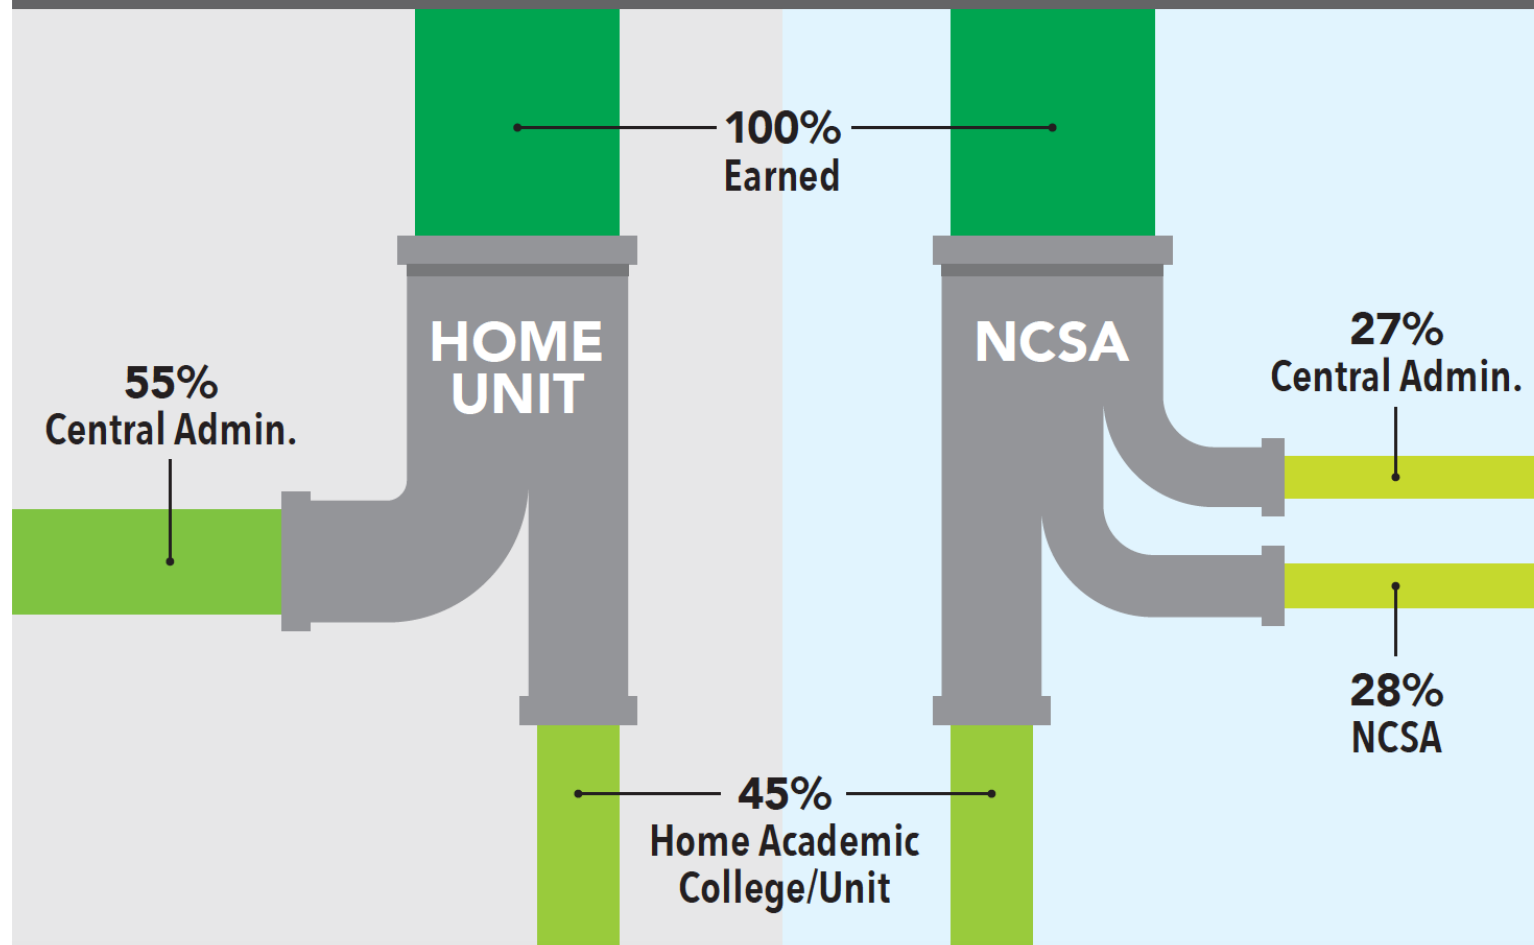 100%
Earned
HOME
UNIT
NCSA
55%
Central Admin.
27%
Central Admin.
28%
NCSA
45%
Home Academic
College/Unit